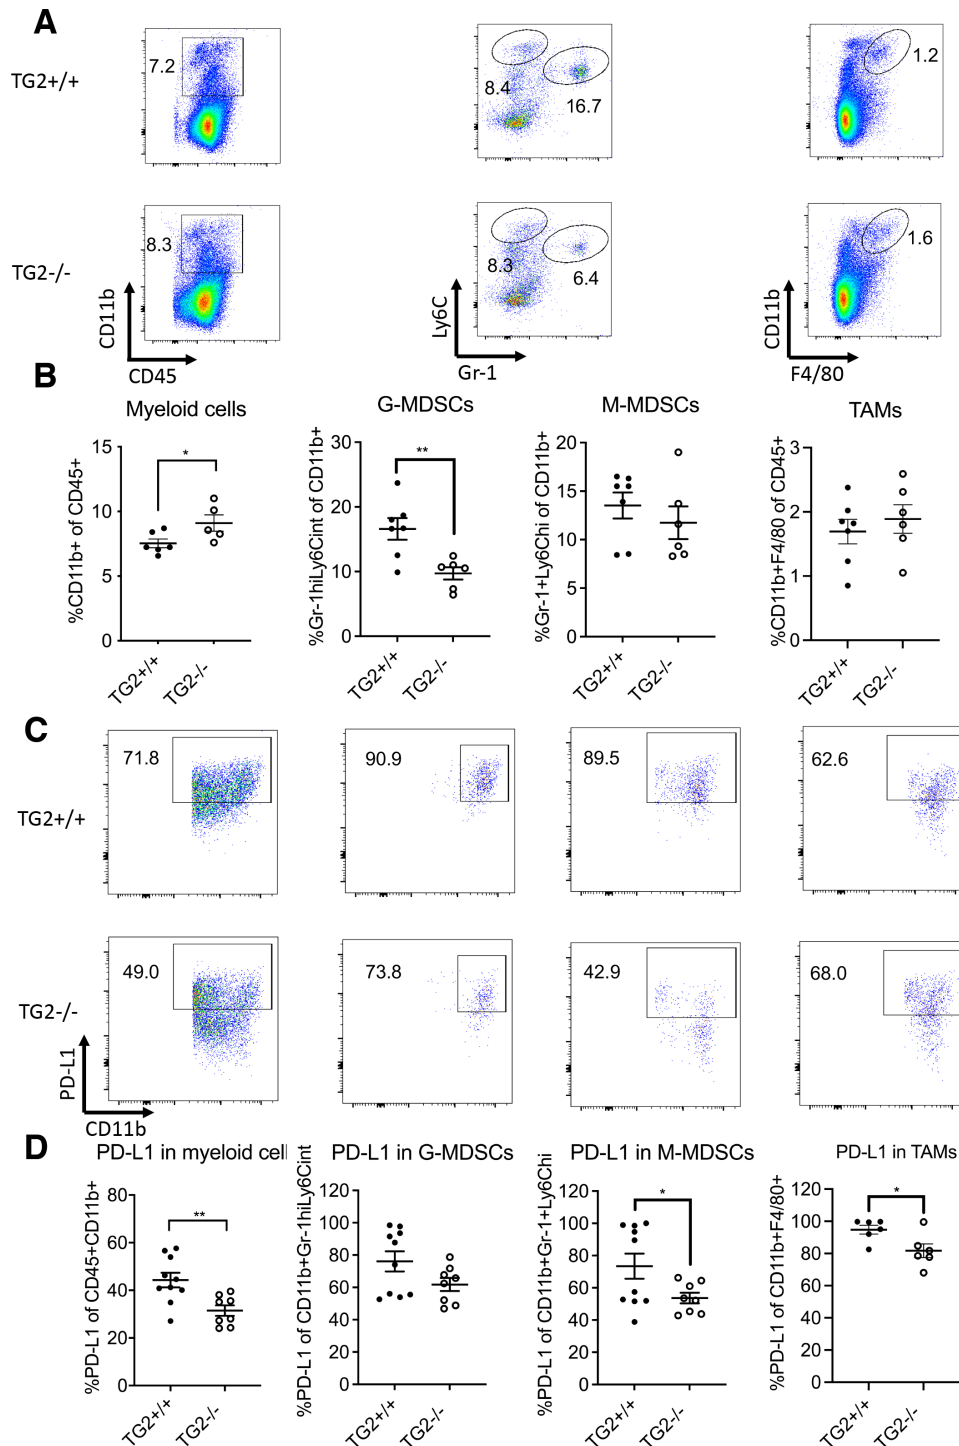 A
TG2+/+
7.2
8.4
16.7
1.2
TG2-/-
8.3
8.3
6.4
1.6
CD11b
CD45
Ly6C
Gr-1
CD11b
F4/80
B
Myeloid cells
G-MDSCs
M-MDSCs
TAMs
%CD11b+ of CD45+
15
10
5
0
*
TG2+/+
TG2-/-
%Gr-1hiLy6Cint of CD11b+
30
20
10
0
**
TG2+/+
TG2-/-
%Gr-1+Ly6Chi of CD11b+
20
15
10
5
0
TG2+/+
TG2-/-
%CD11b+F4/80 of CD45+
3
2
1
0
TG2+/+
TG2-/-
C
TG2+/+
71.8
90.9
89.5
62.6
TG2-/-
49.0
73.8
42.9
68.0
PD-L1
CD11b
D
PD-L1 in myeloid cell
PD-L1 in G-MDSCs
PD-L1 in M-MDSCs
PD-L1 in TAMs
%PD-L1 of CD45+CD11b+
80
60
40
20
0
**
TG2+/+
TG2-/-
%PD-L1 of CD11b+Gr-1hiLy6Cint
120
100
80
60
40
20
0
TG2+/+
TG2-/-
%PD-L1 of CD11b+Gr-1+Ly6Chi
120
100
80
60
40
20
0
*
TG2+/+
TG2-/-
%PD-L1 of CD11b+F4/80+
120
100
80
60
40
20
0
*
TG2+/+
TG2-/-